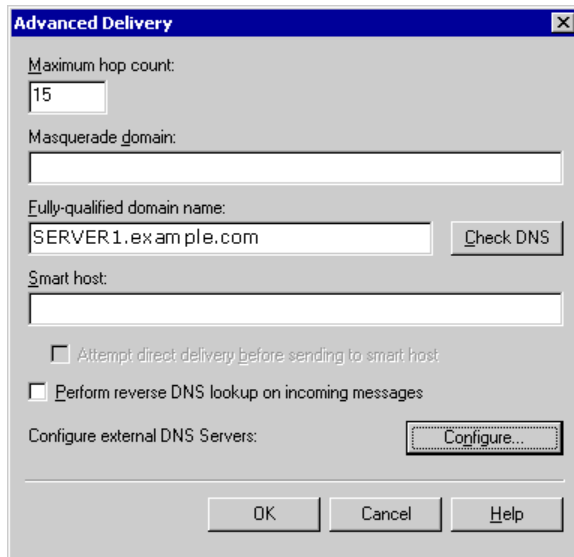 Advanced Delivery
Maximum hop count:
15
Masquerade domain:
Fully-qualified domain name:
SERVER1.example.com
Check DNS
Smart host:
Attempt direct delivery before sending to smart host
Perform reverse DNS lookup on incoming messages
Configure external DNS Servers:
Configure...
OK
Cancel
Help